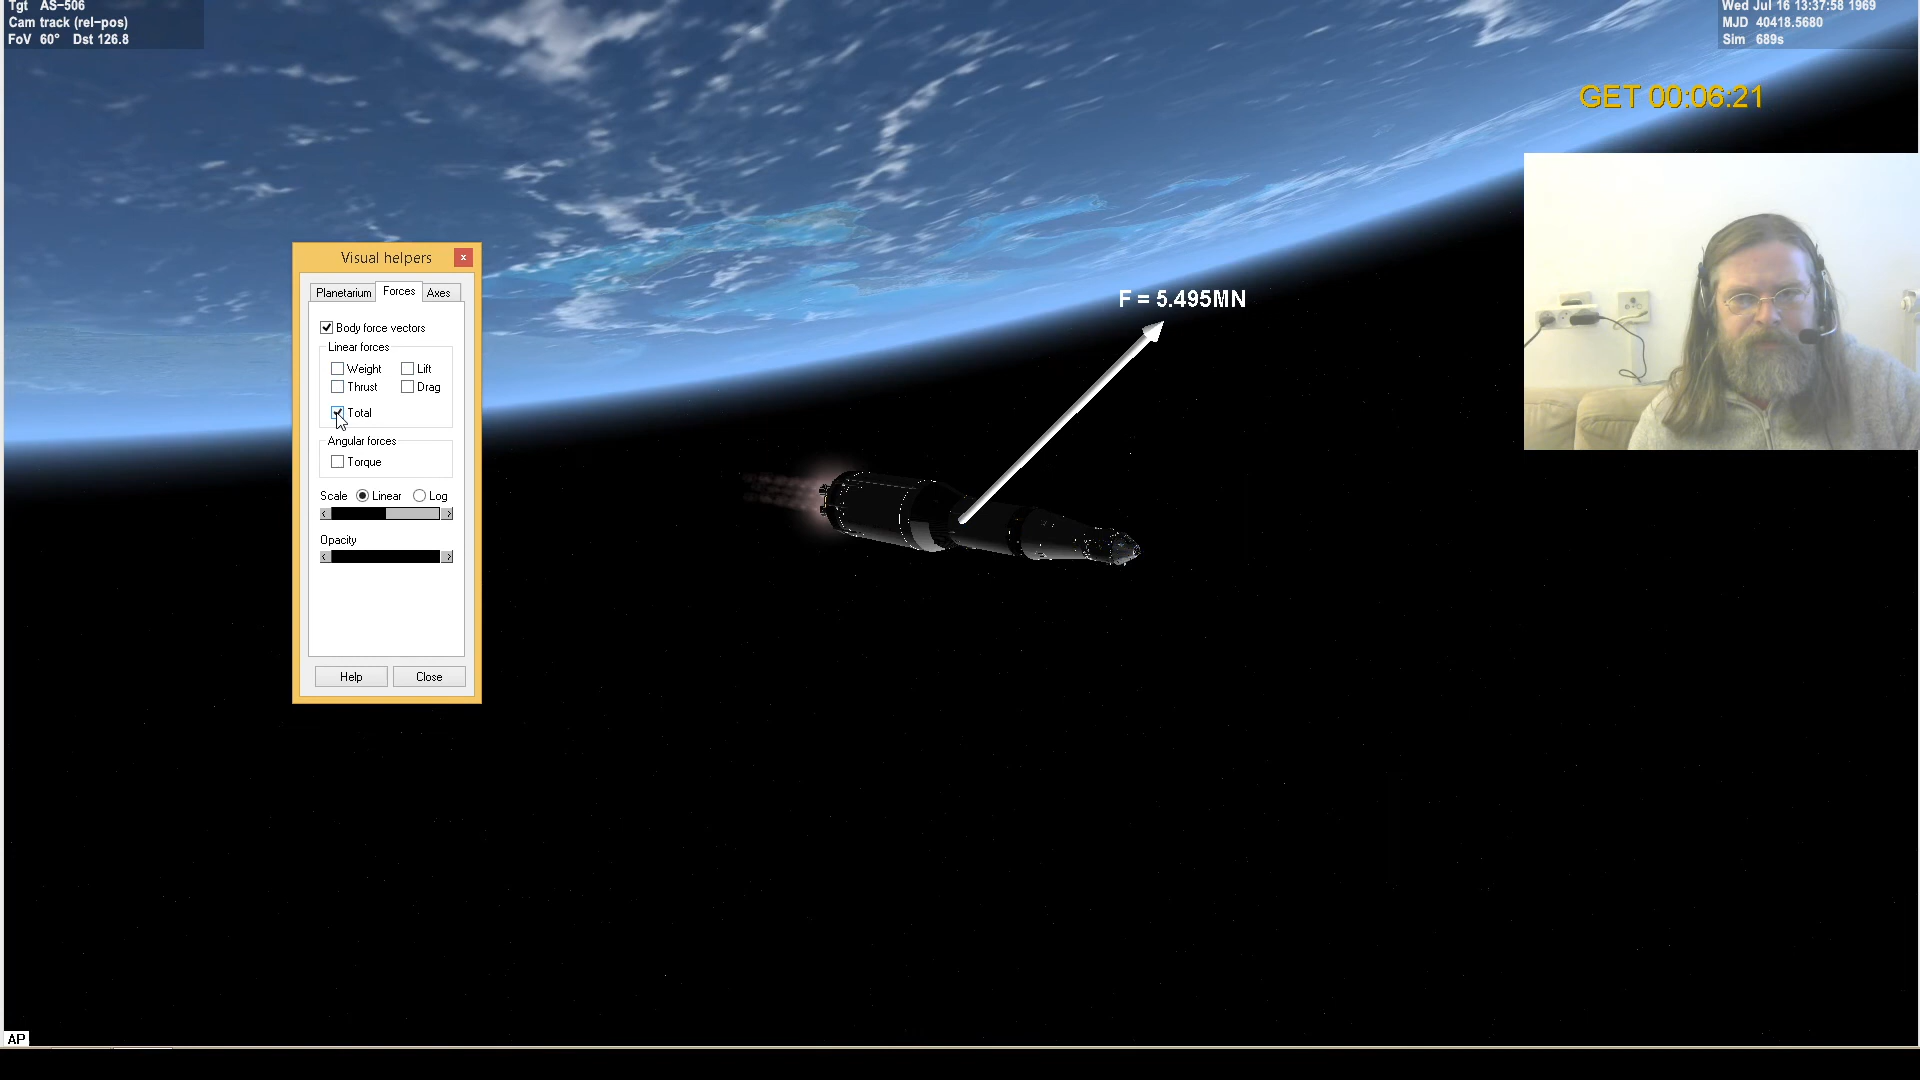 Tgt AS-506
Cam track (rel-pos)
FoV 60° Dst 126.8
Wed Jul 16 13:37:58 1969
MJD 40418.5680
Sim 689s
GET 00:06:21
Visual helpers
x
Planetarium Forces Axes
Body force vectors
Linear forces
Weight Lift
Thrust Drag
Total
Angular forces
Torque
Scale Linear Log
Opacity
Help Close
F = 5.495MN
AP